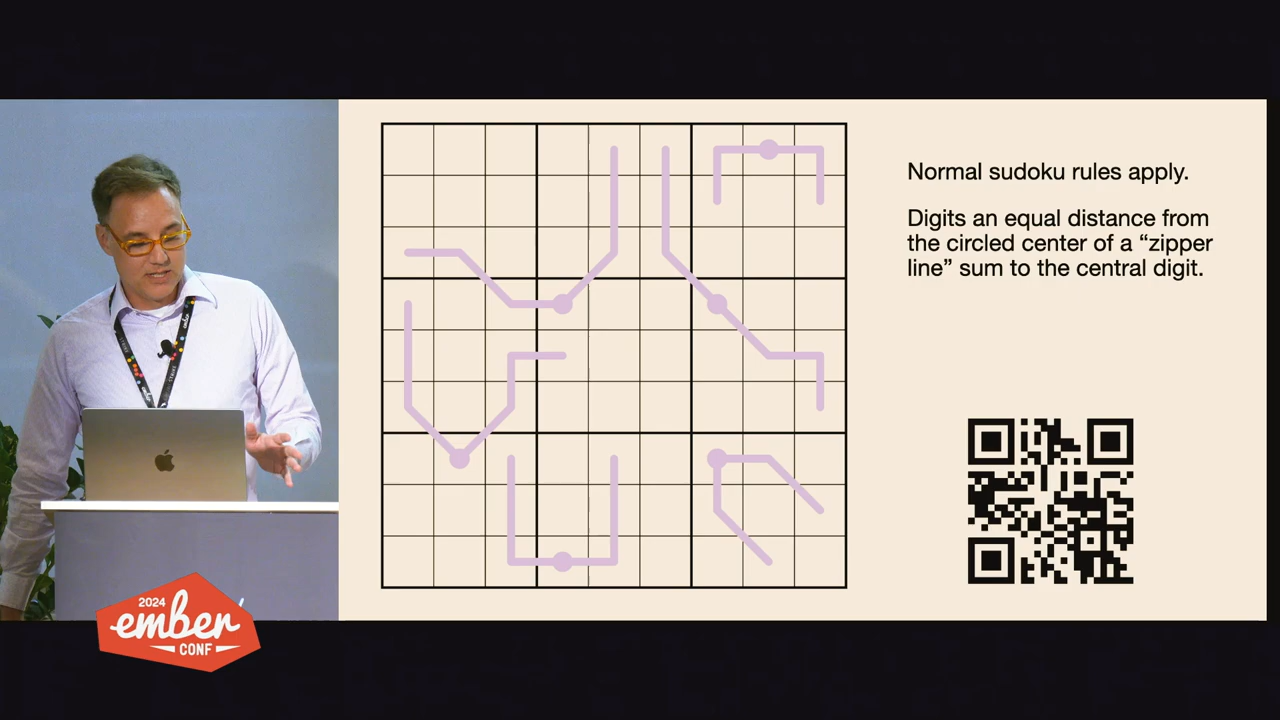 Normal sudoku rules apply.
Digits an equal distance from
the circled center of a “zipper
line” sum to the central digit.
2024
ember
CONF